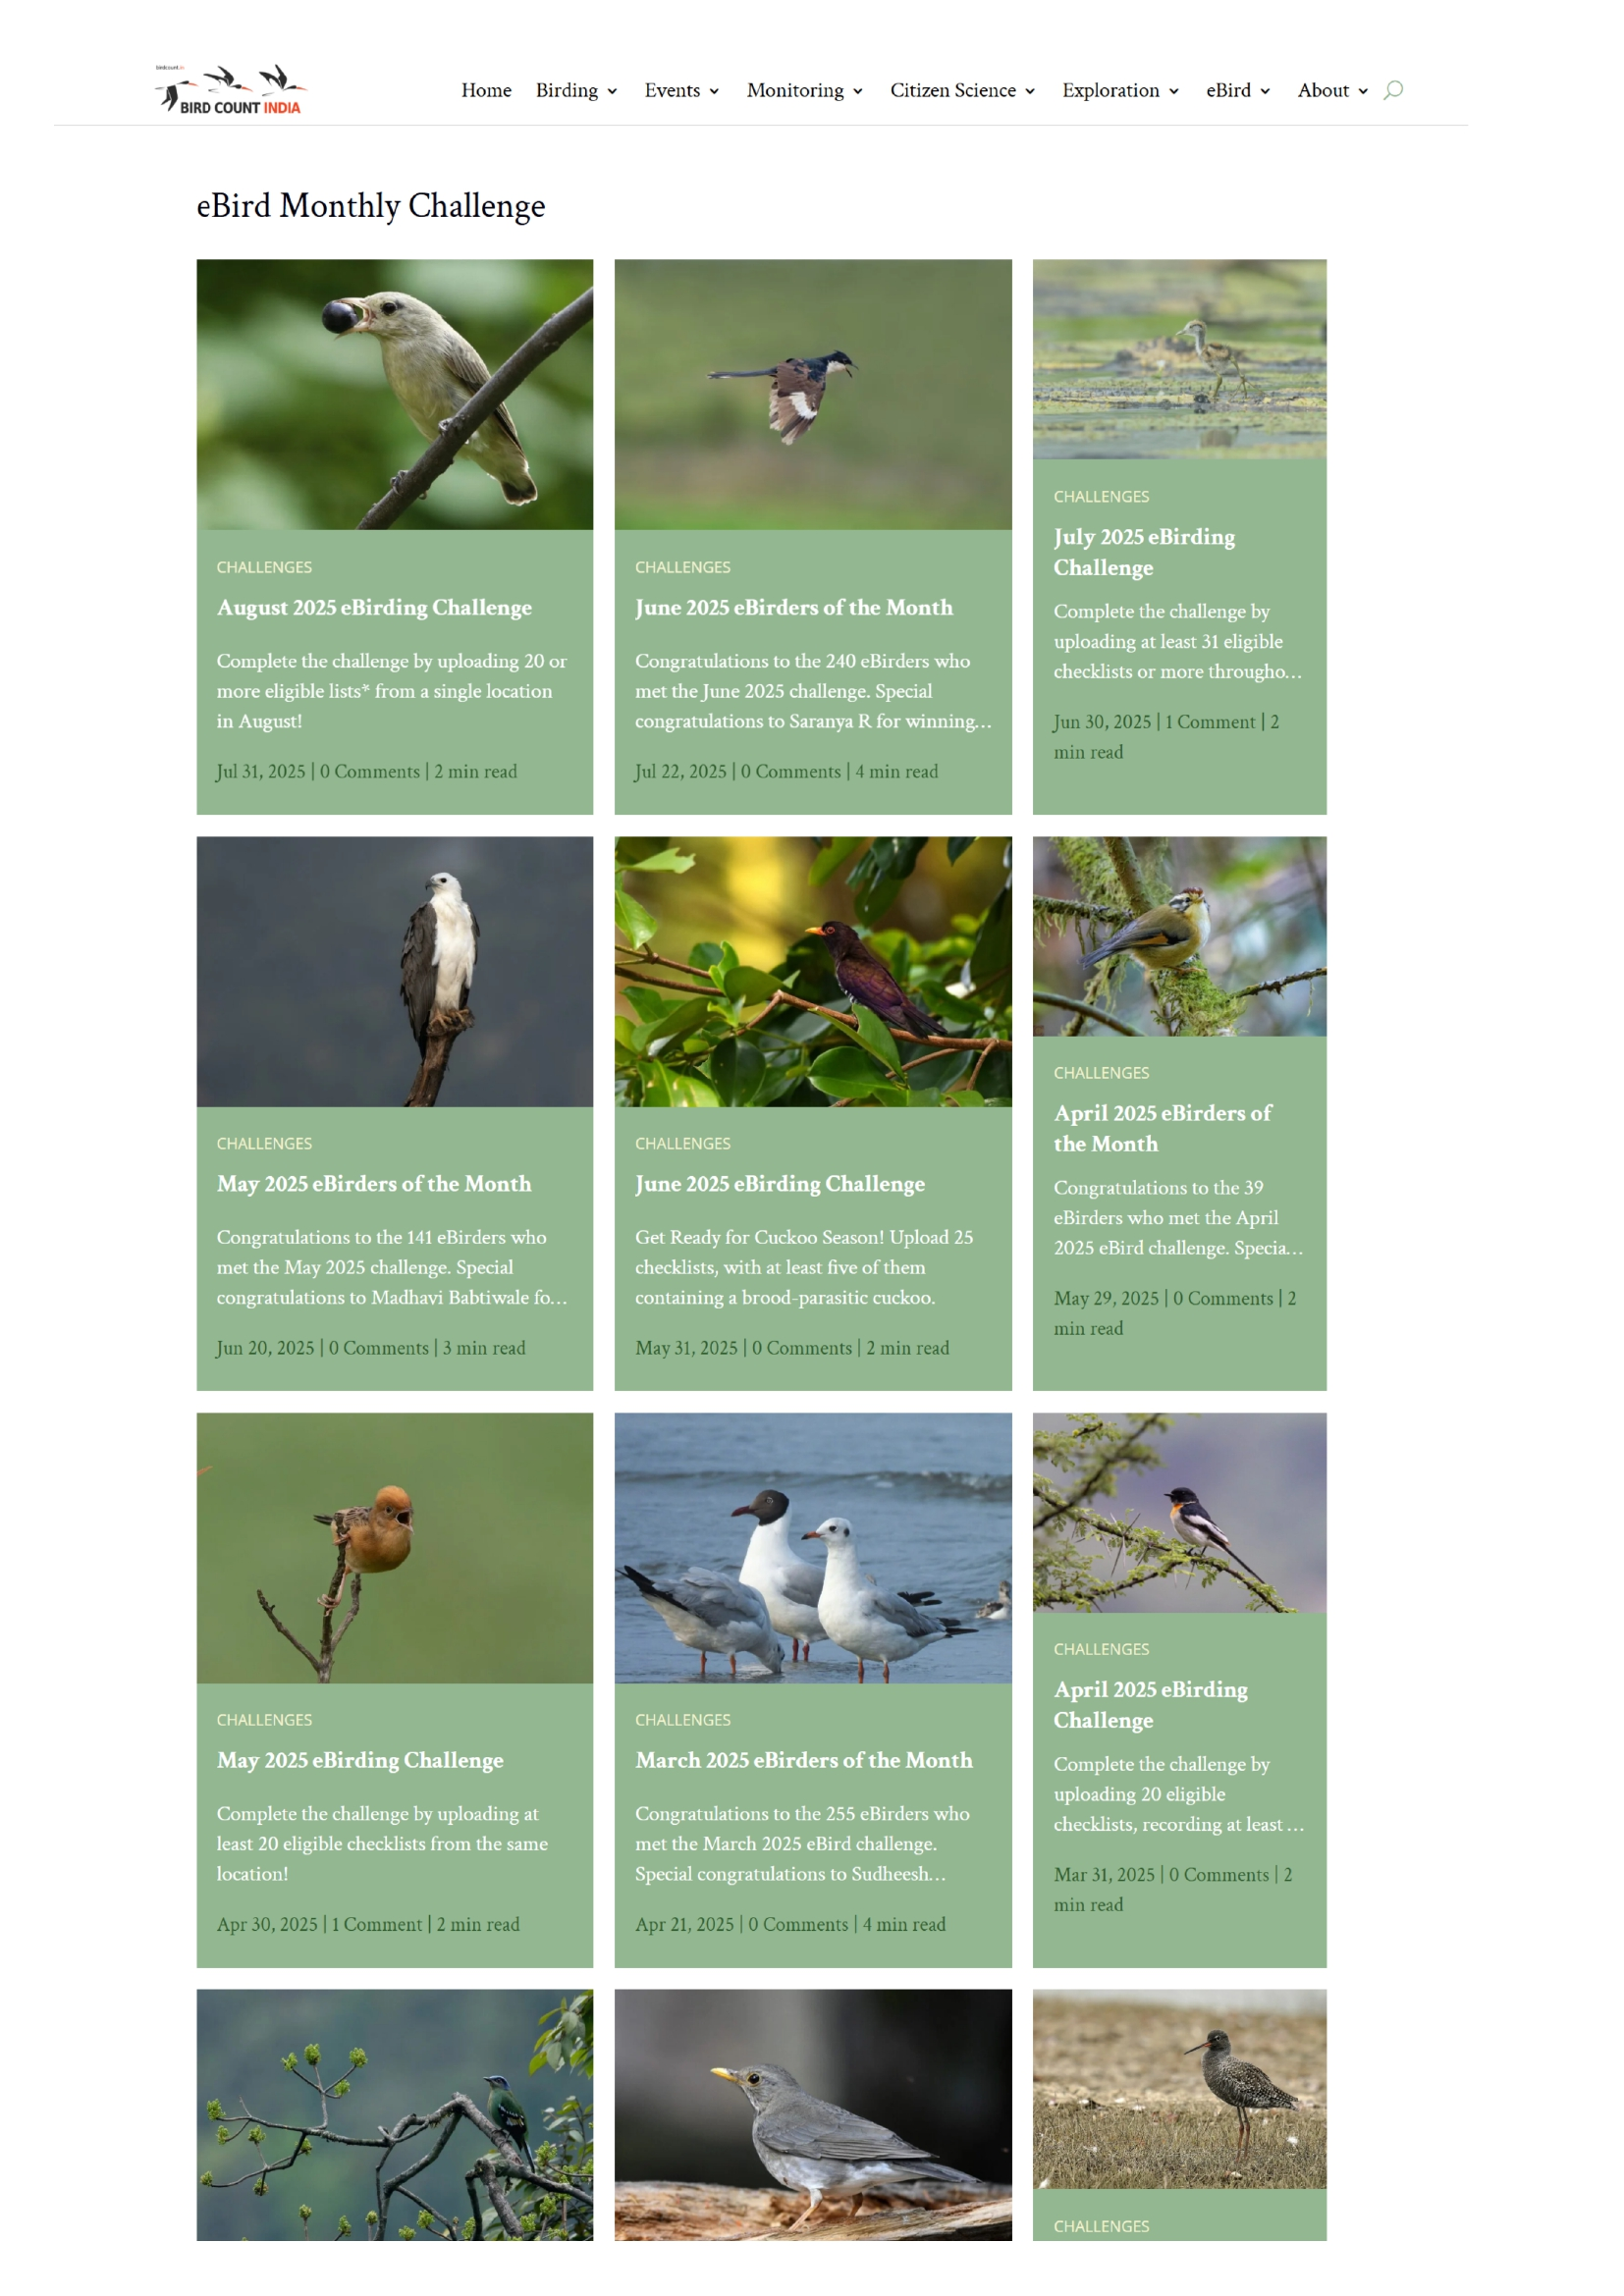 birdcount.in
BIRD COUNT INDIA
Home Birding Events Monitoring Citizen Science Exploration eBird About
eBird Monthly Challenge
CHALLENGES
August 2025 eBirding Challenge
Complete the challenge by uploading 20 or
more eligible lists* from a single location
in August!
Jul 31, 2025 | 0 Comments | 2 min read
CHALLENGES
June 2025 eBirders of the Month
Congratulations to the 240 eBirders who
met the June 2025 challenge. Special
congratulations to Saranya R for winning...
Jul 22, 2025 | 0 Comments | 4 min read
CHALLENGES
July 2025 eBirding
Challenge
Complete the challenge by
uploading at least 31 eligible
checklists or more througho...
Jun 30, 2025 | 1 Comment | 2
min read
CHALLENGES
May 2025 eBirders of the Month
Congratulations to the 141 eBirders who
met the May 2025 challenge. Special
congratulations to Madhavi Babtiwale fo...
Jun 20, 2025 | 0 Comments | 3 min read
CHALLENGES
June 2025 eBirding Challenge
Get Ready for Cuckoo Season! Upload 25
checklists, with at least five of them
containing a brood-parasitic cuckoo.
May 31, 2025 | 0 Comments | 2 min read
CHALLENGES
April 2025 eBirders of
the Month
Congratulations to the 39
eBirders who met the April
2025 eBird challenge. Specia...
May 29, 2025 | 0 Comments | 2
min read
CHALLENGES
May 2025 eBirding Challenge
Complete the challenge by uploading at
least 20 eligible checklists from the same
location!
Apr 30, 2025 | 1 Comment | 2 min read
CHALLENGES
March 2025 eBirders of the Month
Congratulations to the 255 eBirders who
met the March 2025 eBird challenge.
Special congratulations to Sudheesh...
Apr 21, 2025 | 0 Comments | 4 min read
CHALLENGES
April 2025 eBirding
Challenge
Complete the challenge by
uploading 20 eligible
checklists, recording at least ...
Mar 31, 2025 | 0 Comments | 2
min read
CHALLENGES